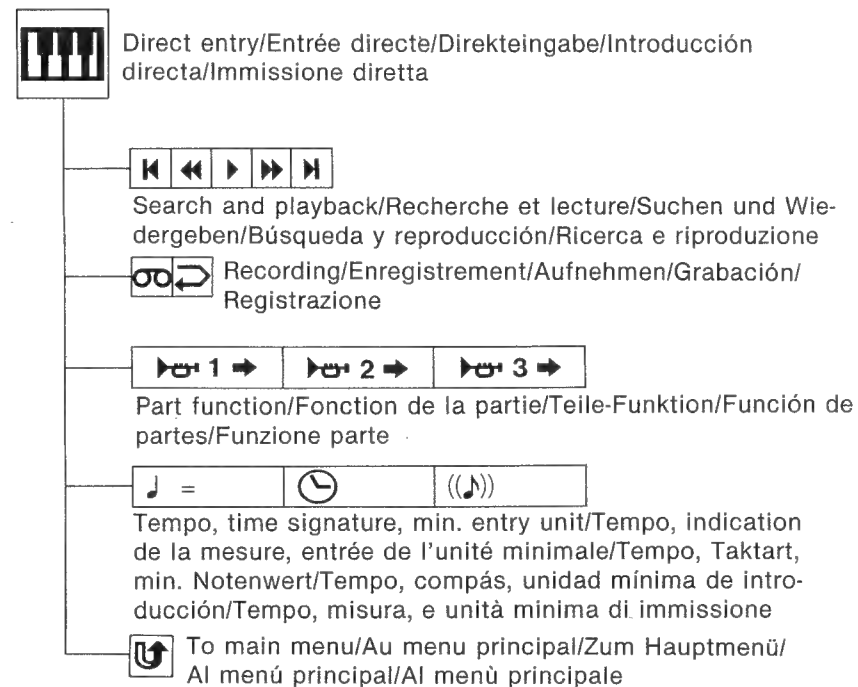 Direct entry/Entrée directe/Direkteingabe/Introducción
directa/Immissione diretta
Search and playback/Recherche et lecture/Suchen und Wie-
dergeben/Búsqueda y reproducción/Ricerca e riproduzione
Recording/Enregistrement/Aufnehmen/Grabación/
Registrazione
1 2 3
Part function/Fonction de la partie/Teile-Funktion/Función de
partes/Funzione parte
=
Tempo, time signature, min. entry unit/Tempo, indication
de la mesure, entrée de l'unité minimale/Tempo, Taktart,
min. Notenwert/Tempo, compás, unidad mínima de intro-
ducción/Tempo, misura, e unità minima di immissione
To main menu/Au menu principal/Zum Hauptmenü/
Al menú principal/Al menù principale